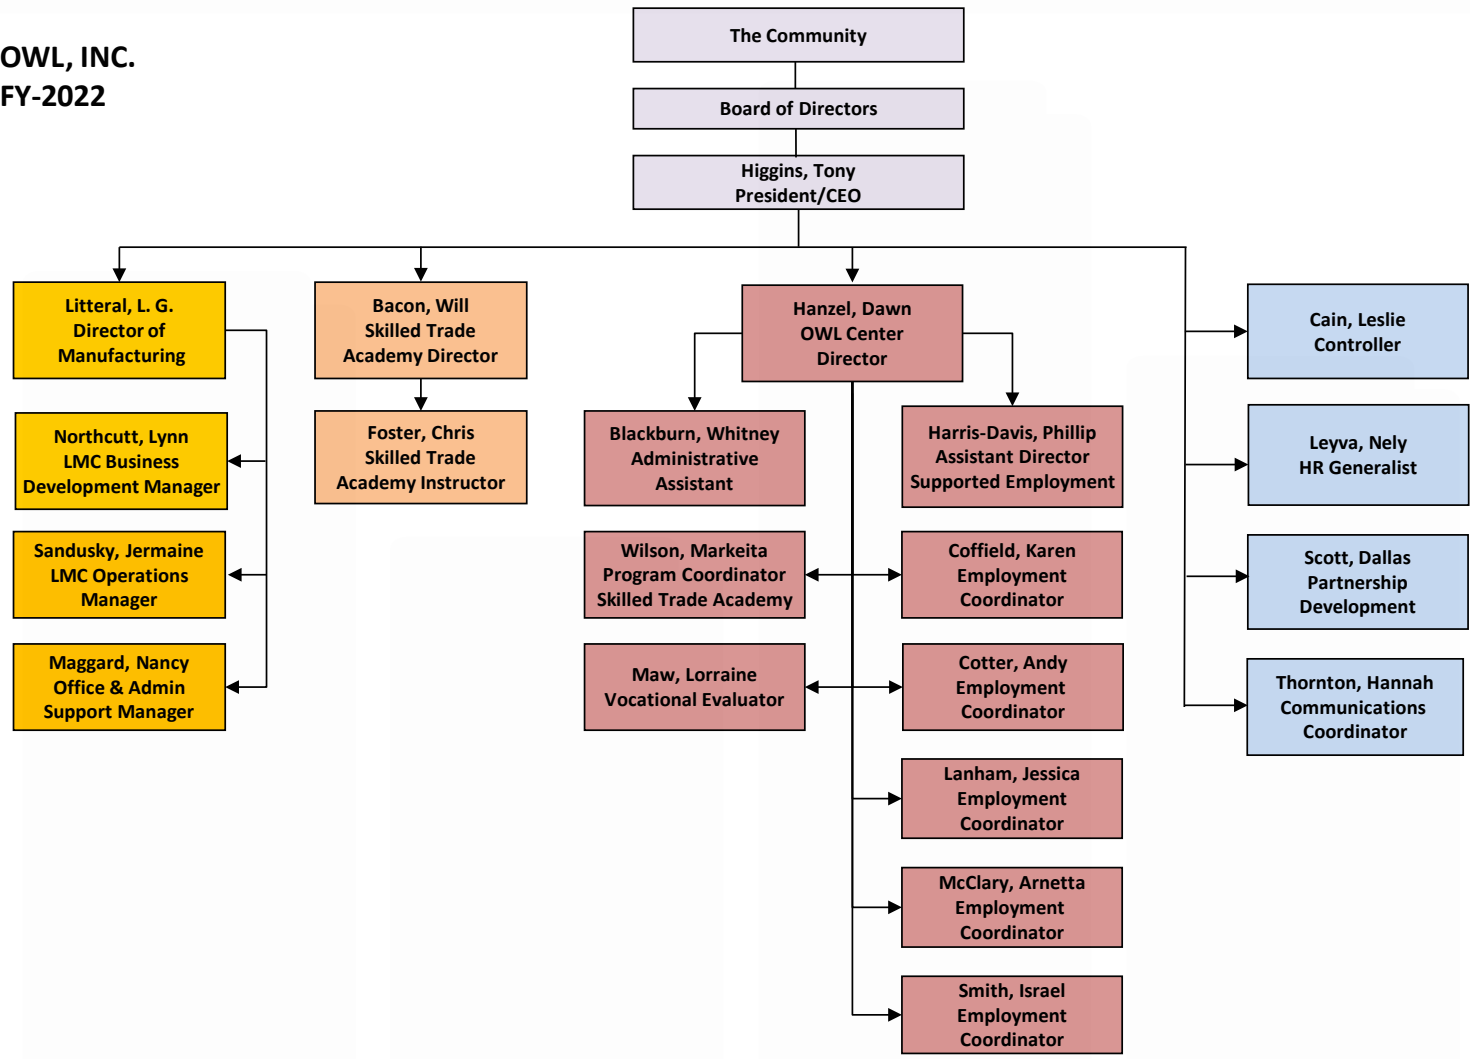 OWL, INC.
FY-2022
The Community
Board of Directors
Higgins, Tony
President/CEO
Litteral, L. G.
Director of
Manufacturing
Bacon, Will
Skilled Trade
Academy Director
Hanzel, Dawn
OWL Center
Director
Cain, Leslie
Controller
Northcutt, Lynn
LMC Business
Development Manager
Foster, Chris
Skilled Trade
Academy Instructor
Blackburn, Whitney
Administrative
Assistant
Harris-Davis, Phillip
Assistant Director
Supported Employment
Leyva, Nely
HR Generalist
Sandusky, Jermaine
LMC Operations
Manager
Wilson, Markeita
Program Coordinator
Skilled Trade Academy
Coffield, Karen
Employment
Coordinator
Scott, Dallas
Partnership
Development
Maggard, Nancy
Office & Admin
Support Manager
Maw, Lorraine
Vocational Evaluator
Cotter, Andy
Employment
Coordinator
Thornton, Hannah
Communications
Coordinator
Lanham, Jessica
Employment
Coordinator
McClary, Arnetta
Employment
Coordinator
Smith, Israel
Employment
Coordinator